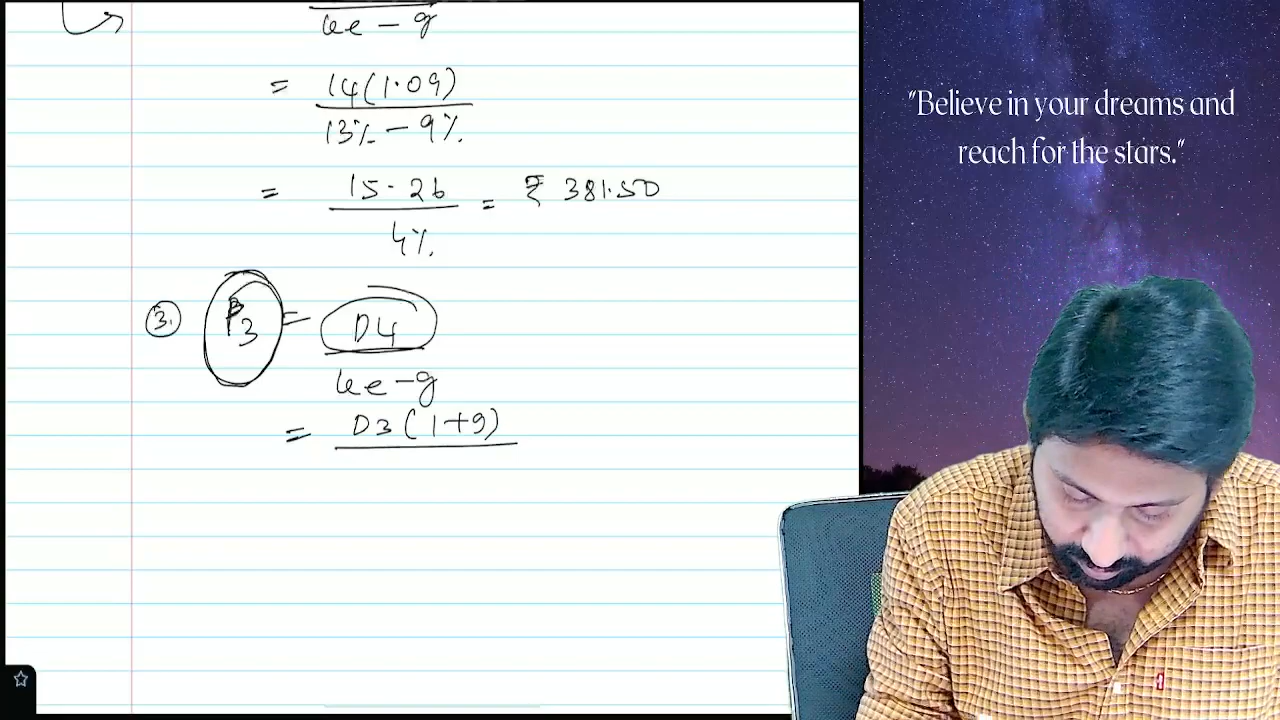 ke - g
= 14(1.09)
13% - 9%
= 15.26 = ₹ 381.50
4%
3. P3 = D4
ke - g
= D3(1+g)
"Believe in your dreams and
reach for the stars."